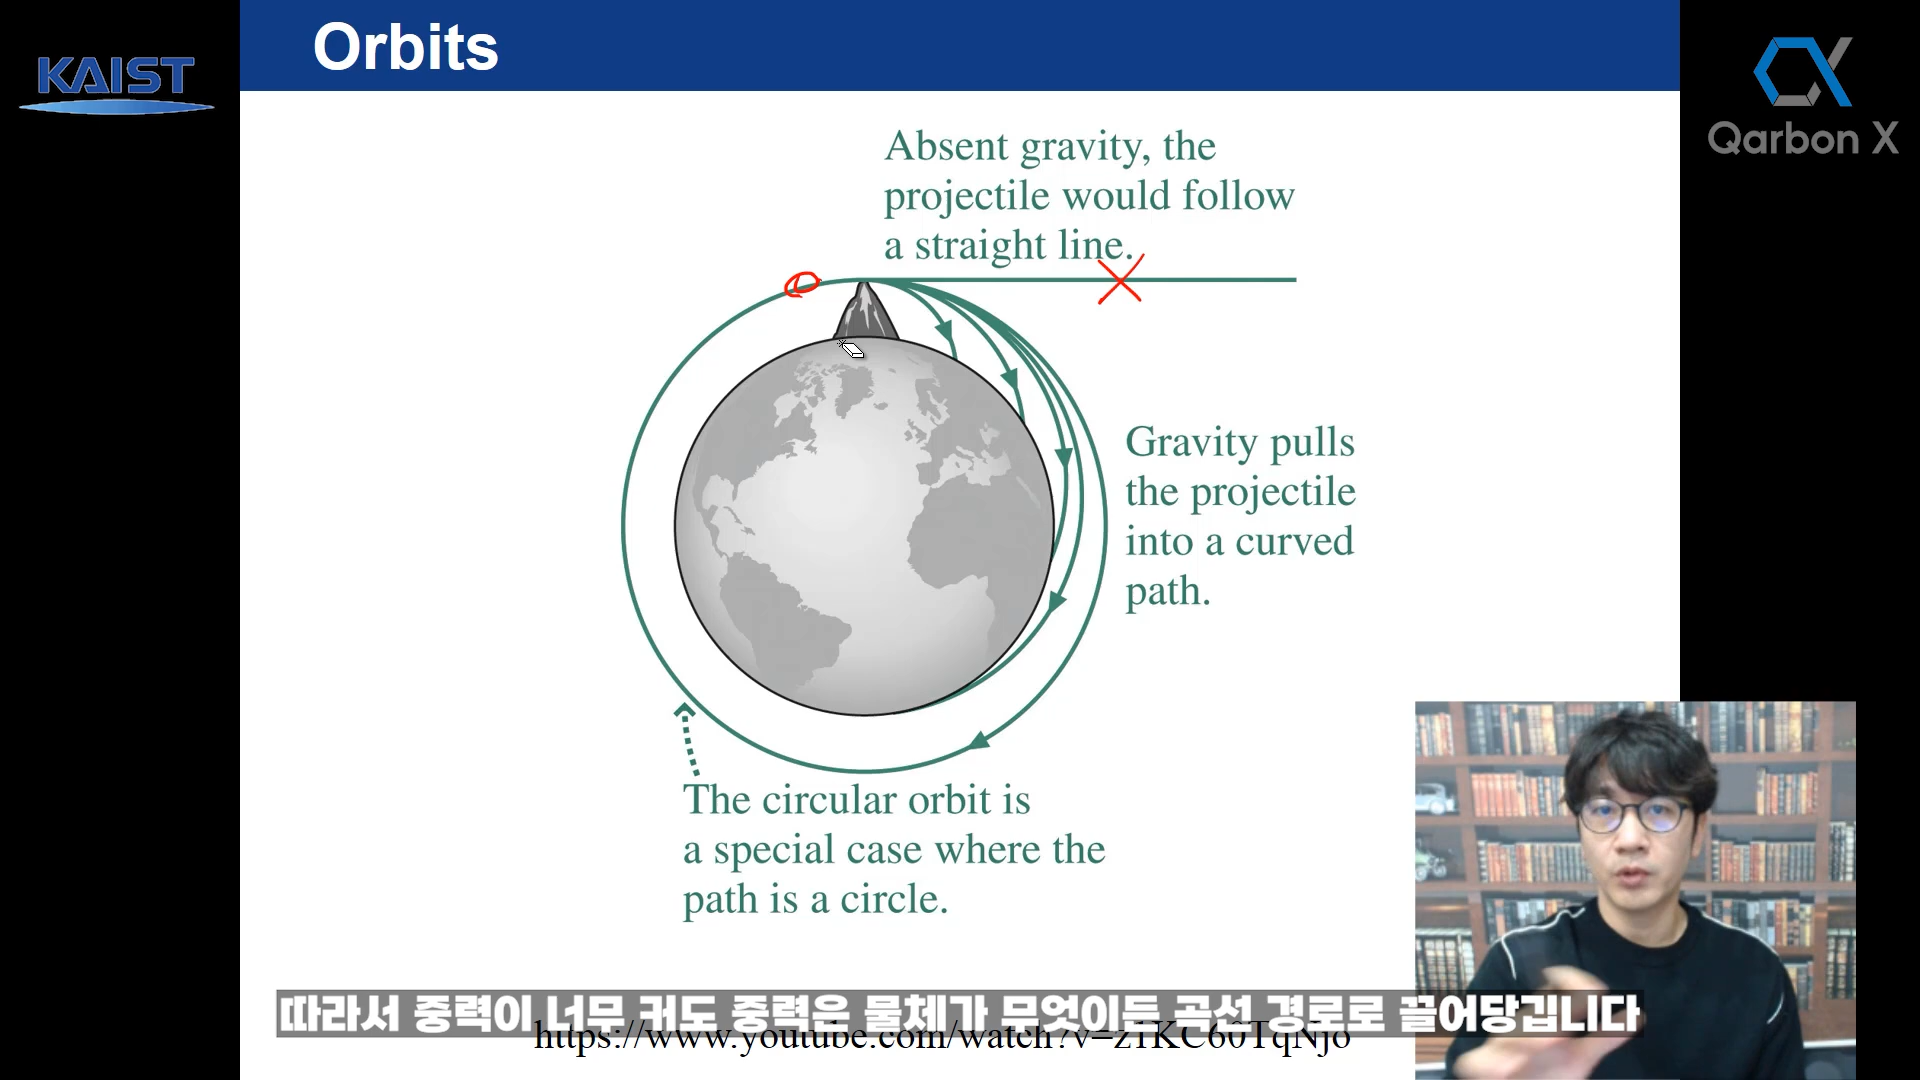 Orbits
KAIST
Qarbon X
Absent gravity, the
projectile would follow
a straight line.
Gravity pulls
the projectile
into a curved
path.
The circular orbit is
a special case where the
path is a circle.
따라서 중력이 너무 커도 중력은 물체가 무엇이든 곡선 경로로 끌어당깁니다
https://www.youtube.com/watch?v=z1KC60TqNjo